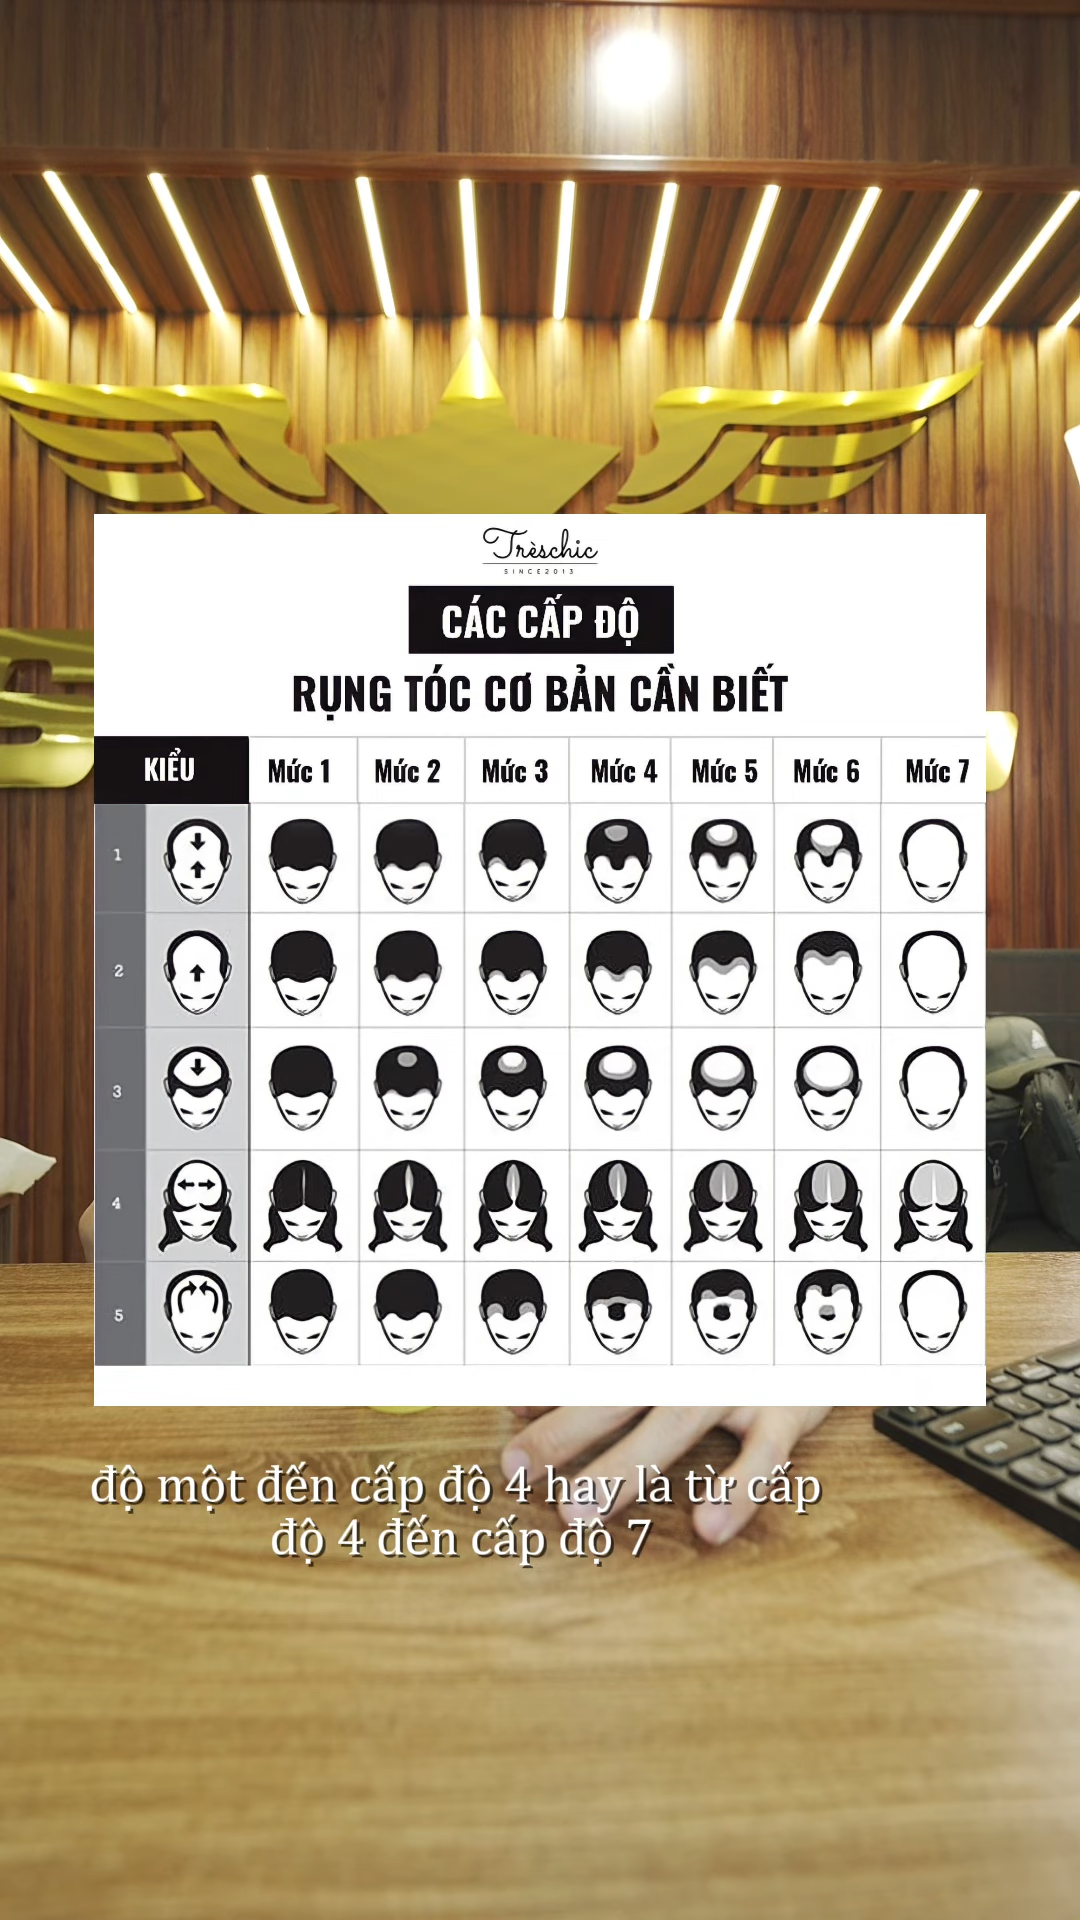 Trèschic
SINCE2013
CÁC CẤP ĐỘ
RỤNG TÓC CƠ BẢN CẦN BIẾT
KIỂU Mức 1 Mức 2 Mức 3 Mức 4 Mức 5 Mức 6 Mức 7
1
2
3
4
5
độ một đến cấp độ 4 hay là từ cấp
độ 4 đến cấp độ 7